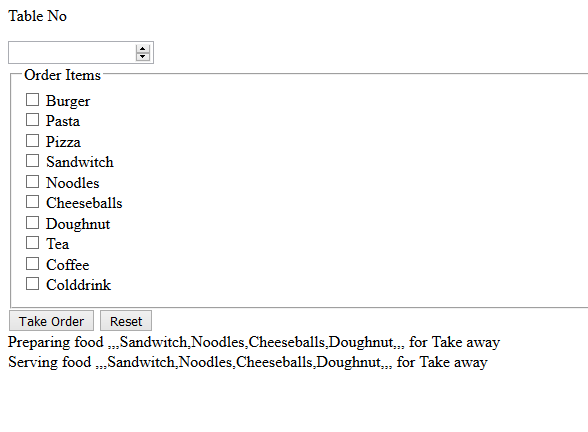 Table No
Order Items
Burger
Pasta
Pizza
Sandwitch
Noodles
Cheeseballs
Doughnut
Tea
Coffee
Colddrink
Take Order Reset
Preparing food ,,,Sandwitch,Noodles,Cheeseballs,Doughnut,,, for Take away
Serving food ,,,Sandwitch,Noodles,Cheeseballs,Doughnut,,, for Take away